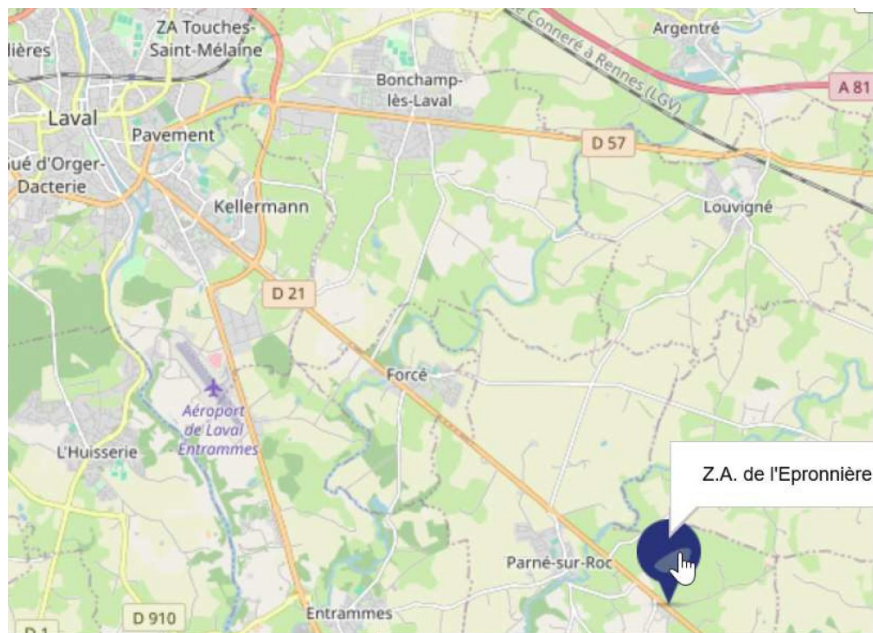 ZA Touches-
Saint-Mélaine
lières
Argentré
Conneré à Rennes (LGV)
Bonchamp-
lès-Laval
A 81
Laval
Pavement
D 57
ué d'Orger-
Dacterie
Kellermann
Louvigné
D 21
Forcé
Aéroport
de Laval
Entrammes
L'Huisserie
Z.A. de l'Epronnière
Parné-sur-Roc
Entrammes
D 910
D 1